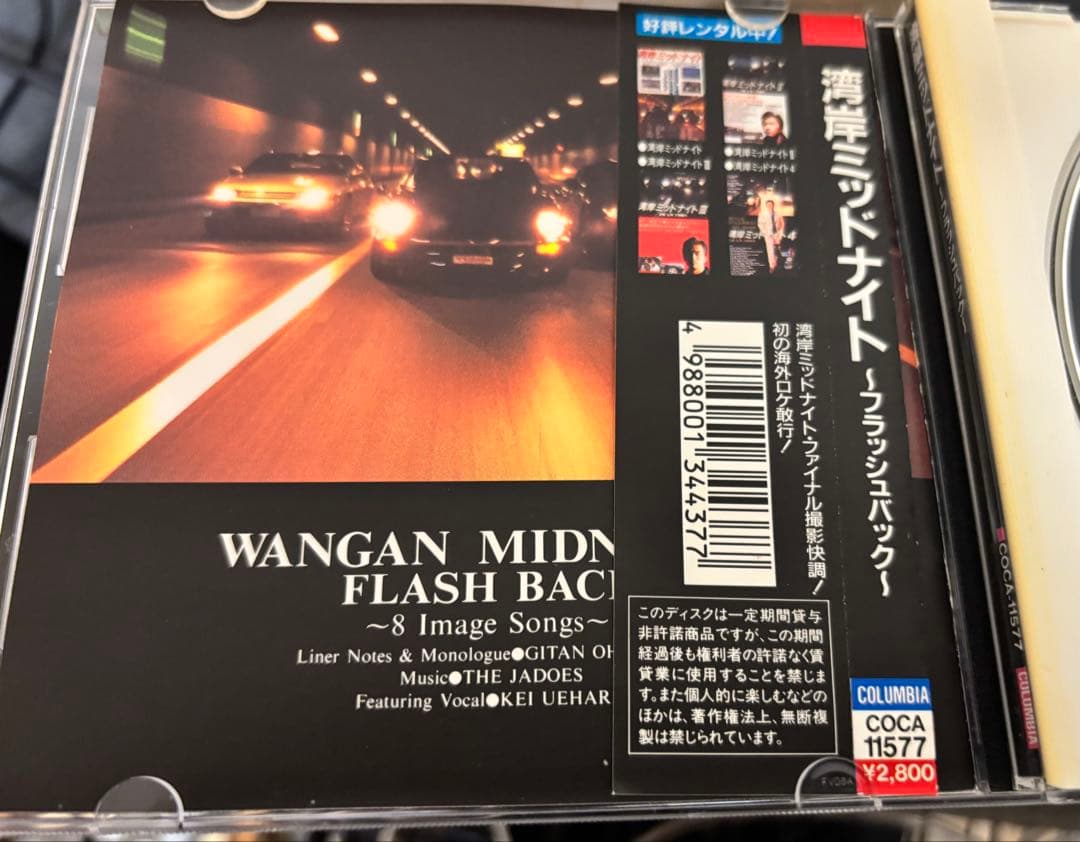 WANGAN MIDN
FLASH BAC
~8 Image Songs~
Liner Notes & Monologue●GITAN OH
Music●THE JADOES
Featuring Vocal●KEI UEHAR
好評レンタル中!
●湾岸ミッドナイト
●湾岸ミッドナイトⅢ
●湾岸ミッドナイトⅡ
●湾岸ミッドナイト4
湾岸ミッドナイト・ファイナル撮影快調!
初の海外ロケ敢行!
4 988001 344377
このディスクは一定期間貸与
非許諾商品ですが、この期間
経過後も権利者の許諾なく賃
貸業に使用することを禁じま
す。また個人的に楽しむなどの
ほかは、著作権法上、無断複
製は禁じられています。
湾岸ミッドナイト ~フラッシュバック~
COLUMBIA
COCA
11577
¥2,800
COCA-11577
COLUMBIA